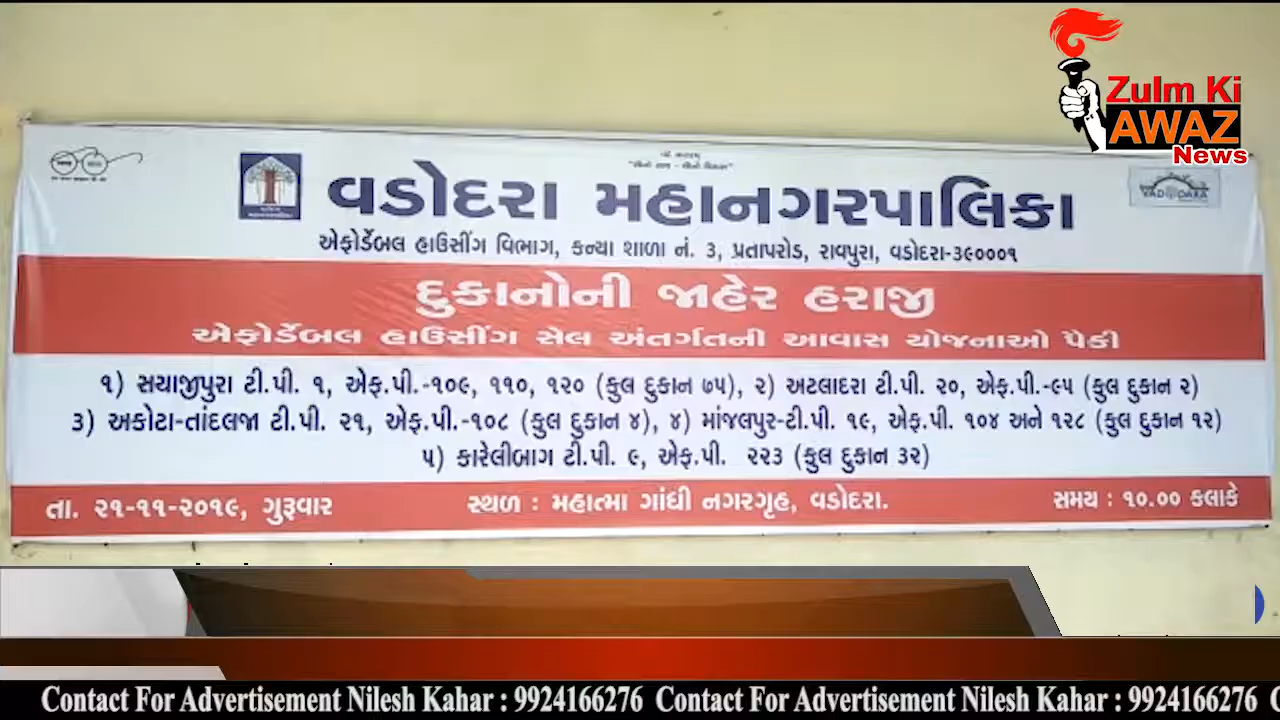 Zulm Ki
AWAZ
News
વડોદરા મહાનગરપાલિકા
એફોર્ડેબલ હાઉસીંગ વિભાગ, કન્યા શાળા નં. ૩, પ્રતાપરોડ, રાવપુરા, વડોદરા-૩૯૦૦૦૧
દુકાનોની જાહેર હરાજી
એફોર્ડેબલ હાઉસીંગ સેલ અંતર્ગતની આવાસ યોજનાઓ પૈકી
૧) સયાજીપુરા ટી.પી. ૧, એફ.પી.-૧૦૯, ૧૧૦, ૧૨૦ (કુલ દુકાન ૭૫), ૨) અટલાદરા ટી.પી. ૨૦, એફ.પી.-૯૫ (કુલ દુકાન ૨)
૩) અકોટા-તાંદલજા ટી.પી. ૨૧, એફ.પી.-૧૦૮ (કુલ દુકાન ૪), ૪) માંજલપુર-ટી.પી. ૧૯, એફ.પી. ૧૦૪ અને ૧૨૮ (કુલ દુકાન ૧૨)
૫) કારેલીબાગ ટી.પી. ૯, એફ.પી. ૨૨૩ (કુલ દુકાન ૩૨)
તા. ૨૧-૧૧-૨૦૧૯, ગુરૂવાર સ્થળ : મહાત્મા ગાંધી નગરગૃહ, વડોદરા. સમય : ૧૦.૦૦ કલાકે
Contact For Advertisement Nilesh Kahar : 9924166276 Contact For Advertisement Nilesh Kahar : 9924166276